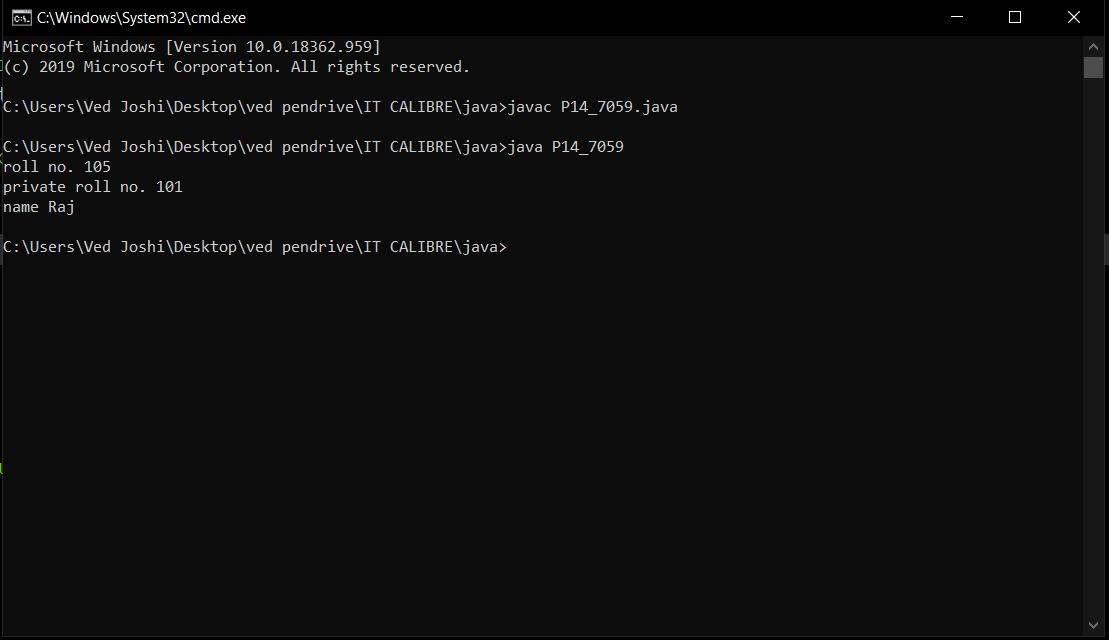 C:\Windows\System32\cmd.exe
Microsoft Windows [Version 10.0.18362.959]
(c) 2019 Microsoft Corporation. All rights reserved.
C:\Users\Ved Joshi\Desktop\ved pendrive\IT CALIBRE\java>javac P14_7059.java
C:\Users\Ved Joshi\Desktop\ved pendrive\IT CALIBRE\java>java P14_7059
roll no. 105
private roll no. 101
name Raj
C:\Users\Ved Joshi\Desktop\ved pendrive\IT CALIBRE\java>